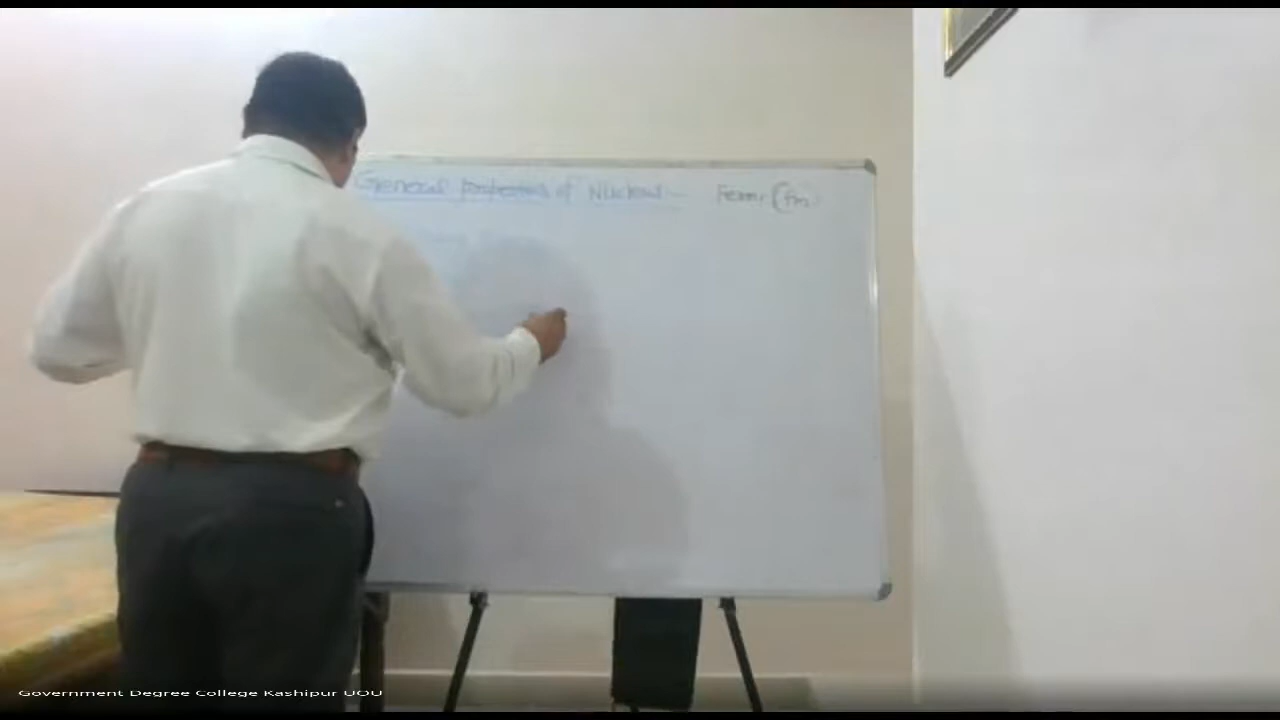 General properties of Nucleus - Fermi (fm)
Government Degree College Kashipur UOU